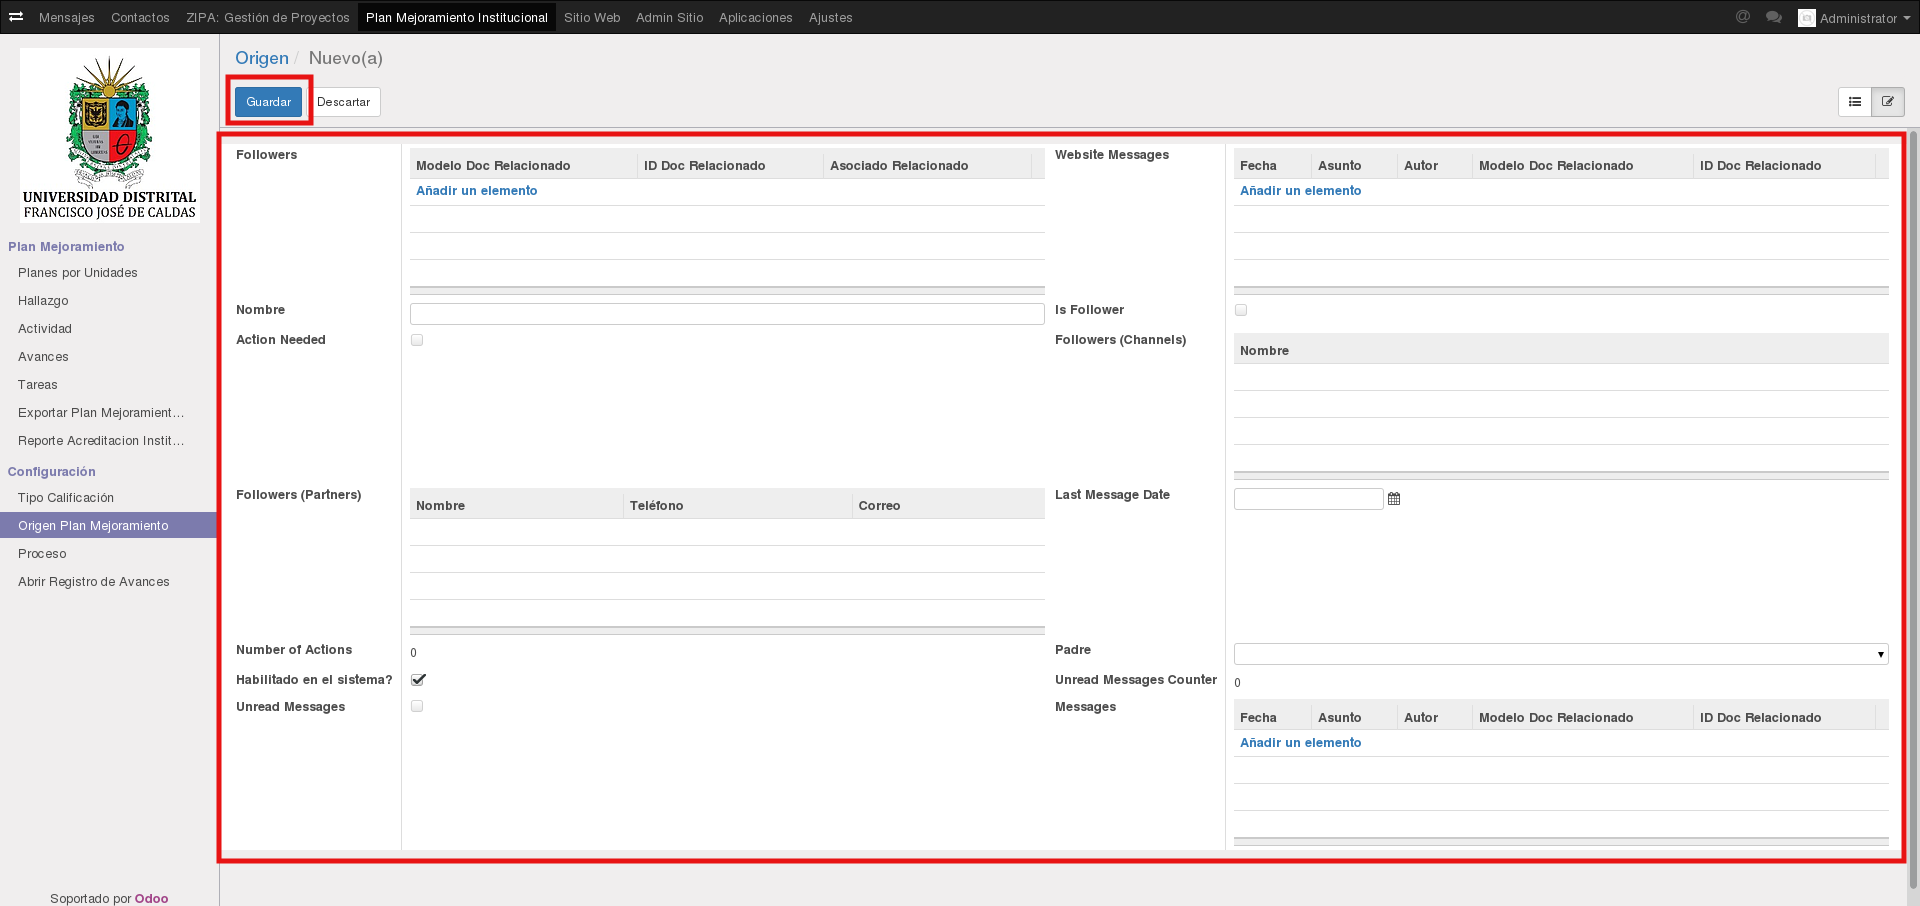 Mensajes Contactos ZIPA: Gestión de Proyectos Plan Mejoramiento Institucional Sitio Web Admin Sitio Aplicaciones Ajustes @ Administrator
Origen / Nuevo(a)
Guardar Descartar
UNIVERSIDAD DISTRITAL
FRANCISCO JOSÉ DE CALDAS
Plan Mejoramiento
Planes por Unidades
Hallazgo
Actividad
Avances
Tareas
Exportar Plan Mejoramient...
Reporte Acreditacion Instit...
Configuración
Tipo Calificación
Origen Plan Mejoramiento
Proceso
Abrir Registro de Avances
Soportado por Odoo
Followers Modelo Doc Relacionado ID Doc Relacionado Asociado Relacionado
Añadir un elemento
Website Messages Fecha Asunto Autor Modelo Doc Relacionado ID Doc Relacionado
Añadir un elemento
Nombre
Is Follower
Action Needed
Followers (Channels) Nombre
Followers (Partners) Nombre Teléfono Correo
Last Message Date
Number of Actions 0
Padre
Habilitado en el sistema?
Unread Messages Counter 0
Unread Messages
Messages Fecha Asunto Autor Modelo Doc Relacionado ID Doc Relacionado
Añadir un elemento